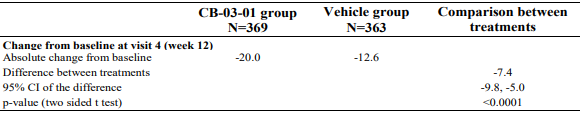 CB-03-01 group Vehicle group Comparison between
N=369 N=363 treatments
Change from baseline at visit 4 (week 12)
Absolute change from baseline -20.0 -12.6
Difference between treatments -7.4
95% CI of the difference -9.8, -5.0
p-value (two sided t test) <0.0001